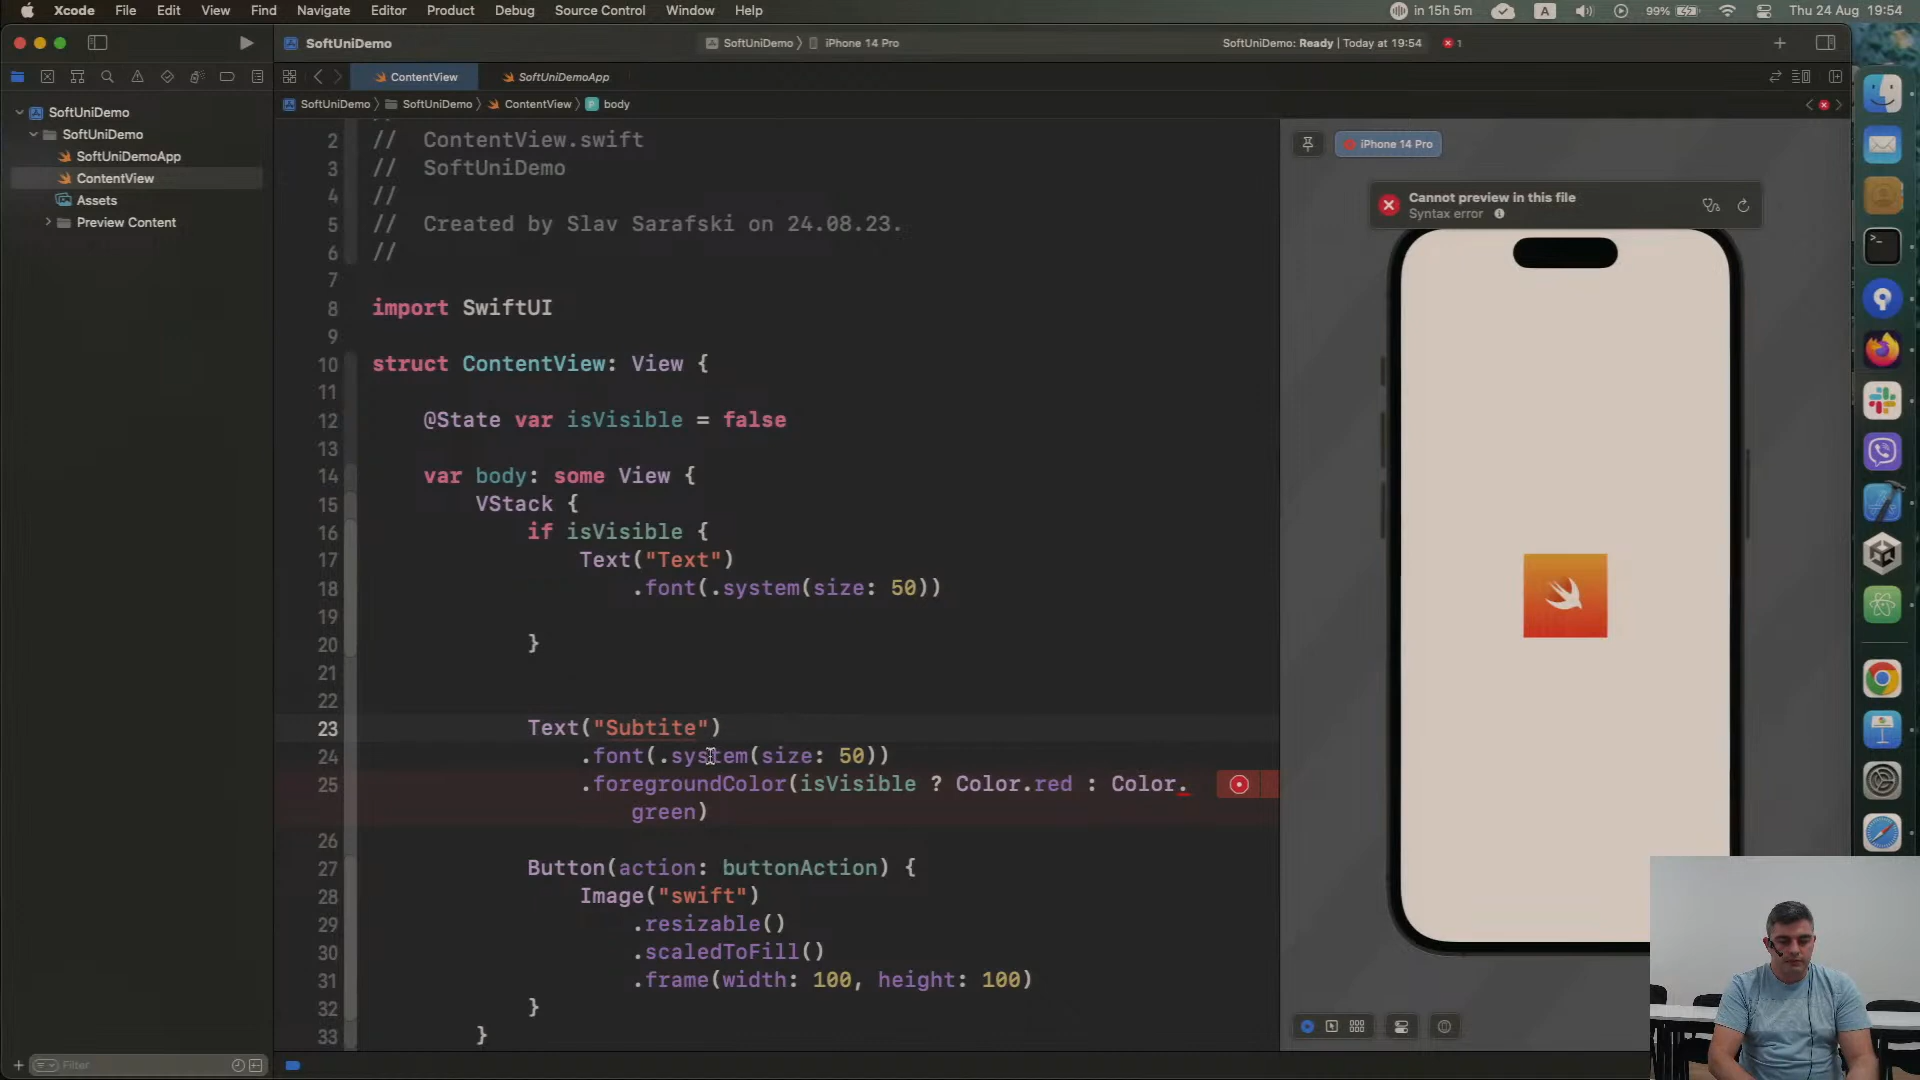 Xcode File Edit View Find Navigate Editor Product Debug Source Control Window Help
in 15h 5m A 99% Thu 24 Aug 19:54
SoftUniDemo SoftUniDemo iPhone 14 Pro SoftUniDemo: Ready | Today at 19:54 1
ContentView SoftUniDemoApp
SoftUniDemo SoftUniDemo ContentView body
SoftUniDemo
SoftUniDemo
SoftUniDemoApp
ContentView
Assets
Preview Content
Filter
2 // ContentView.swift
3 // SoftUniDemo
4 //
5 // Created by Slav Sarafski on 24.08.23.
6 //
7
8 import SwiftUI
9
10 struct ContentView: View {
11
12 @State var isVisible = false
13
14 var body: some View {
15 VStack {
16 if isVisible {
17 Text("Text")
18 .font(.system(size: 50))
19
20 }
21
22
23 Text("Subtite")
24 .font(.system(size: 50))
25 .foregroundColor(isVisible ? Color.red : Color.
green)
26
27 Button(action: buttonAction) {
28 Image("swift")
29 .resizable()
30 .scaledToFill()
31 .frame(width: 100, height: 100)
32 }
33 }
iPhone 14 Pro
Cannot preview in this file
Syntax error